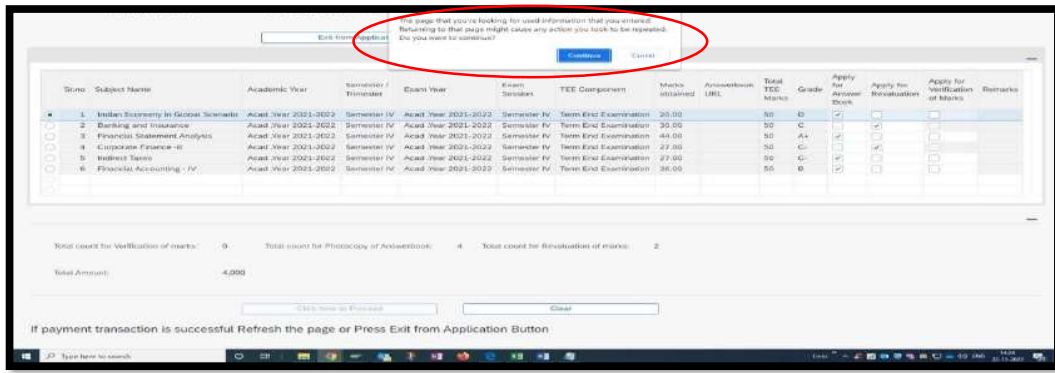 The page that you're looking for used information that you entered.
Returning to that page might cause any action you took to be repeated.
Do you want to continue?
Exit from Applicat
Continue Cancel
Srno Subject Name Academic Year Semester / Trimester Exam Year Exam Session TEE Component Marks obtained Answerbook URL Total TEE Marks Grade Apply for Answer Book Apply for Revaluation Apply for Verification of Marks Remarks
1 Indian Economy in Global Scenario Acad .Year 2021-2022 Semester IV Acad .Year 2021-2022 Semester IV Term End Examination 20.00 50 D
2 Banking and Insurance Acad .Year 2021-2022 Semester IV Acad .Year 2021-2022 Semester IV Term End Examination 30.00 50 C
3 Financial Statement Analysis Acad .Year 2021-2022 Semester IV Acad .Year 2021-2022 Semester IV Term End Examination 44.00 50 A+
4 Corporate Finance -II Acad .Year 2021-2022 Semester IV Acad .Year 2021-2022 Semester IV Term End Examination 27.00 50 C-
5 Indirect Taxes Acad .Year 2021-2022 Semester IV Acad .Year 2021-2022 Semester IV Term End Examination 27.00 50 C-
6 Financial Accounting - IV Acad .Year 2021-2022 Semester IV Acad .Year 2021-2022 Semester IV Term End Examination 36.00 50 B
Total count for Verification of marks: 0 Total count for Photocopy of Answerbook: 4 Total count for Revaluation of marks: 2
Total Amount: 4,000
Click here to Proceed Clear
If payment transaction is successful Refresh the page or Press Exit from Application Button
Type here to search ENG